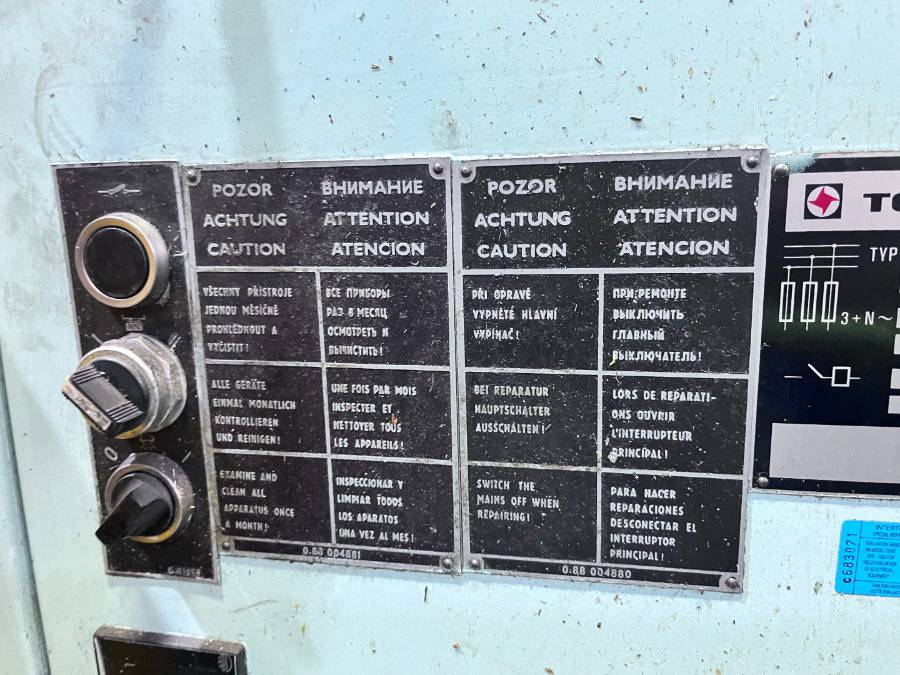 0
POZOR
ACHTUNG
CAUTION
ВНИМАНИЕ
ATTENTION
ATENCION
VŠECHNY PŘÍSTROJE
JEDNOU MĚSÍČNĚ
PROHLÉDNOUT A
VYČISTIT!
ВСЕ ПРИБОРЫ
РАЗ В МЕСЯЦ
ОСМОТРЕТЬ И
ВЫЧИСТИТЬ!
ALLE GERÄTE
EINMAL MONATLICH
KONTROLLIEREN
UND REINIGEN!
UNE FOIS PAR MOIS
INSPECTER ET
NETTOYER TOUS
LES APPAREILS!
EXAMINE AND
CLEAN ALL
APPARATUS ONCE
A MONTH!
INSPECCIONAR Y
LIMPIAR TODOS
LOS APARATOS
UNA VEZ AL MES!
0.88 004881
POZOR
ACHTUNG
CAUTION
ВНИМАНИЕ
ATTENTION
ATENCION
PŘI OPRAVĚ
VYPNĚTE HLAVNÍ
VYPÍNAČ!
ПРИ РЕМОНТЕ
ВЫКЛЮЧИТЬ
ГЛАВНЫЙ
ВЫКЛЮЧАТЕЛЬ!
BEI REPARATUR
HAUPTSCHALTER
AUSSCHALTEN!
LORS DE REPARATI-
ONS OUVRIR
L'INTERRUPTEUR
PRINCIPAL!
SWITCH THE
MAINS OFF WHEN
REPAIRING!
PARA HACER
REPARACIONES
DESCONECTAR EL
INTERRUPTOR
PRINCIPAL!
0.88 004880
TO
TYP
3+N~
c683871
INTERT